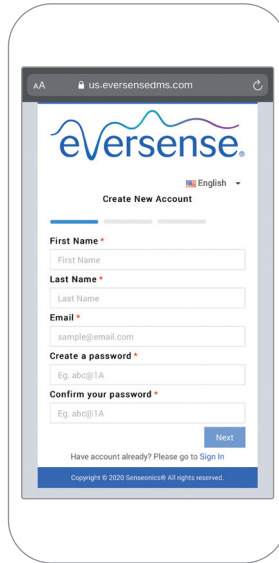 AA us.eversensedms.com
eversense®
English
Create New Account
First Name *
First Name
Last Name *
Last Name
Email *
sample@email.com
Create a password *
Eg. abc@1A
Confirm your password *
Eg. abc@1A
Next
Have account already? Please go to Sign In
Copyright © 2020 Senseonics® All rights reserved.